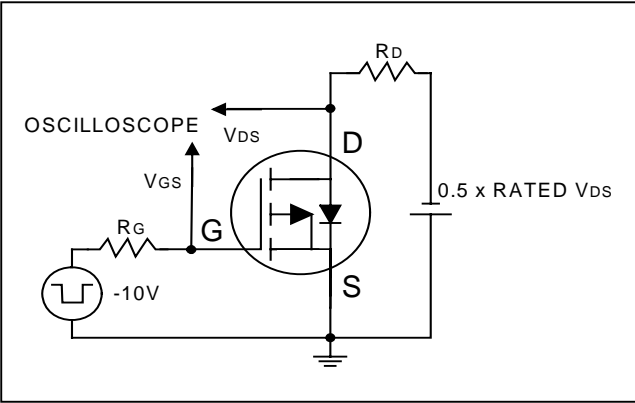 RD
OSCILLOSCOPE
VDS
D
VGS
0.5 x RATED VDS
RG
G
-10V
S